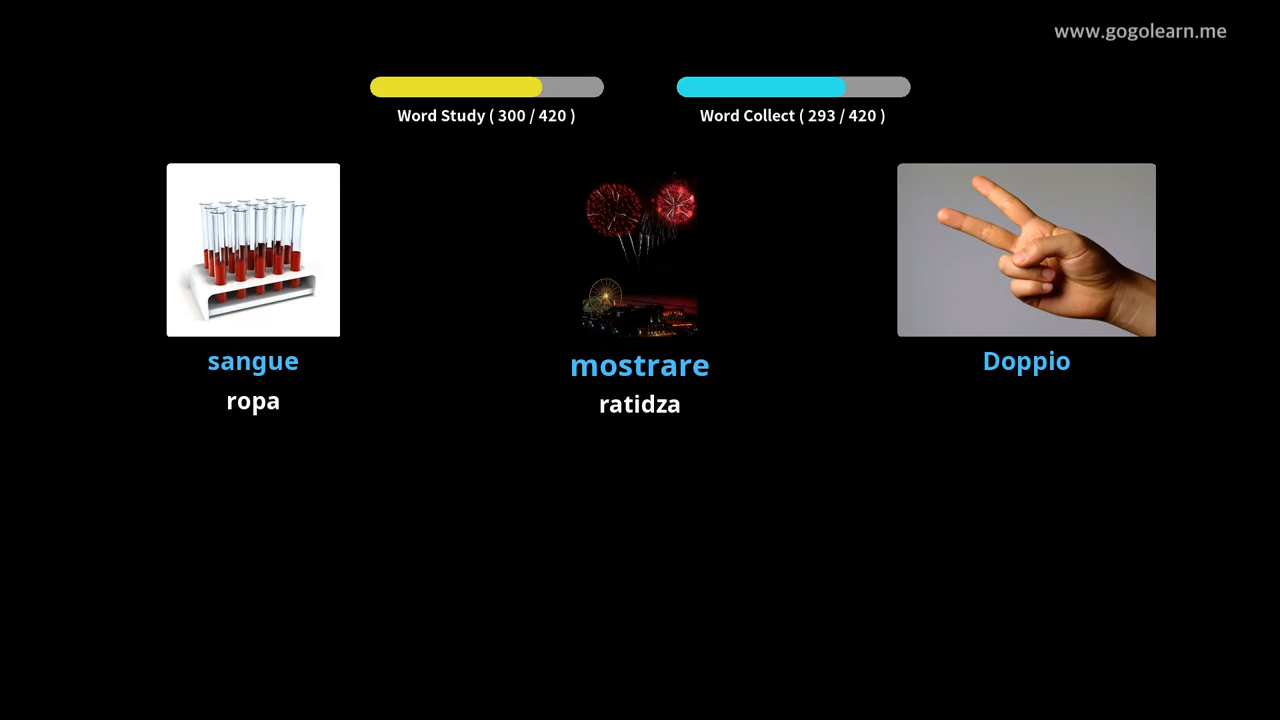 www.gogolearn.me
Word Study ( 300 / 420 )
Word Collect ( 293 / 420 )
sangue
ropa
mostrare
ratidza
Doppio